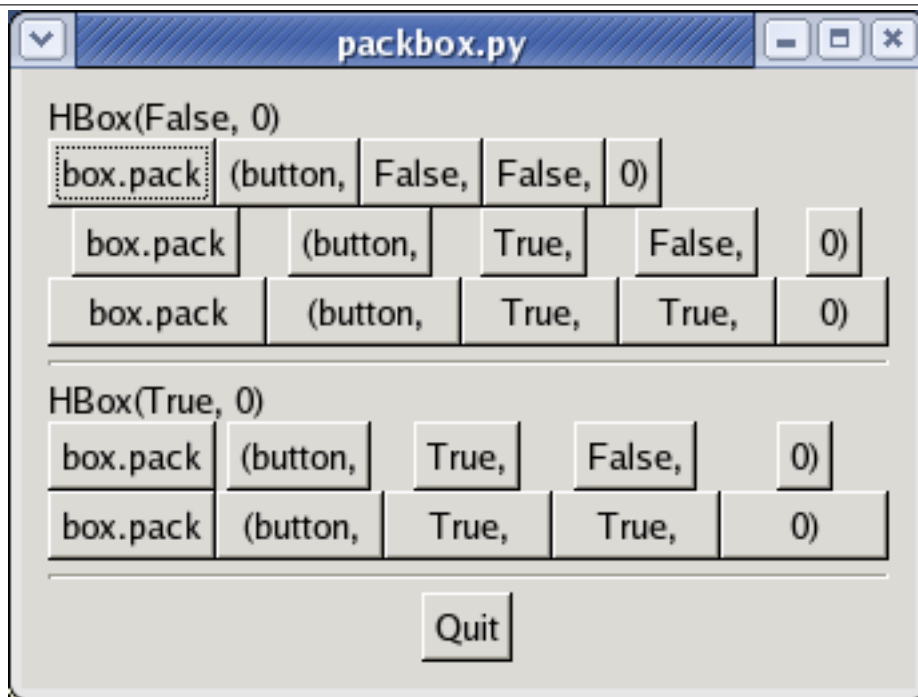 packbox.py
HBox(False, 0)
box.pack (button, False, False, 0)
box.pack (button, True, False, 0)
box.pack (button, True, True, 0)
HBox(True, 0)
box.pack (button, True, False, 0)
box.pack (button, True, True, 0)
Quit